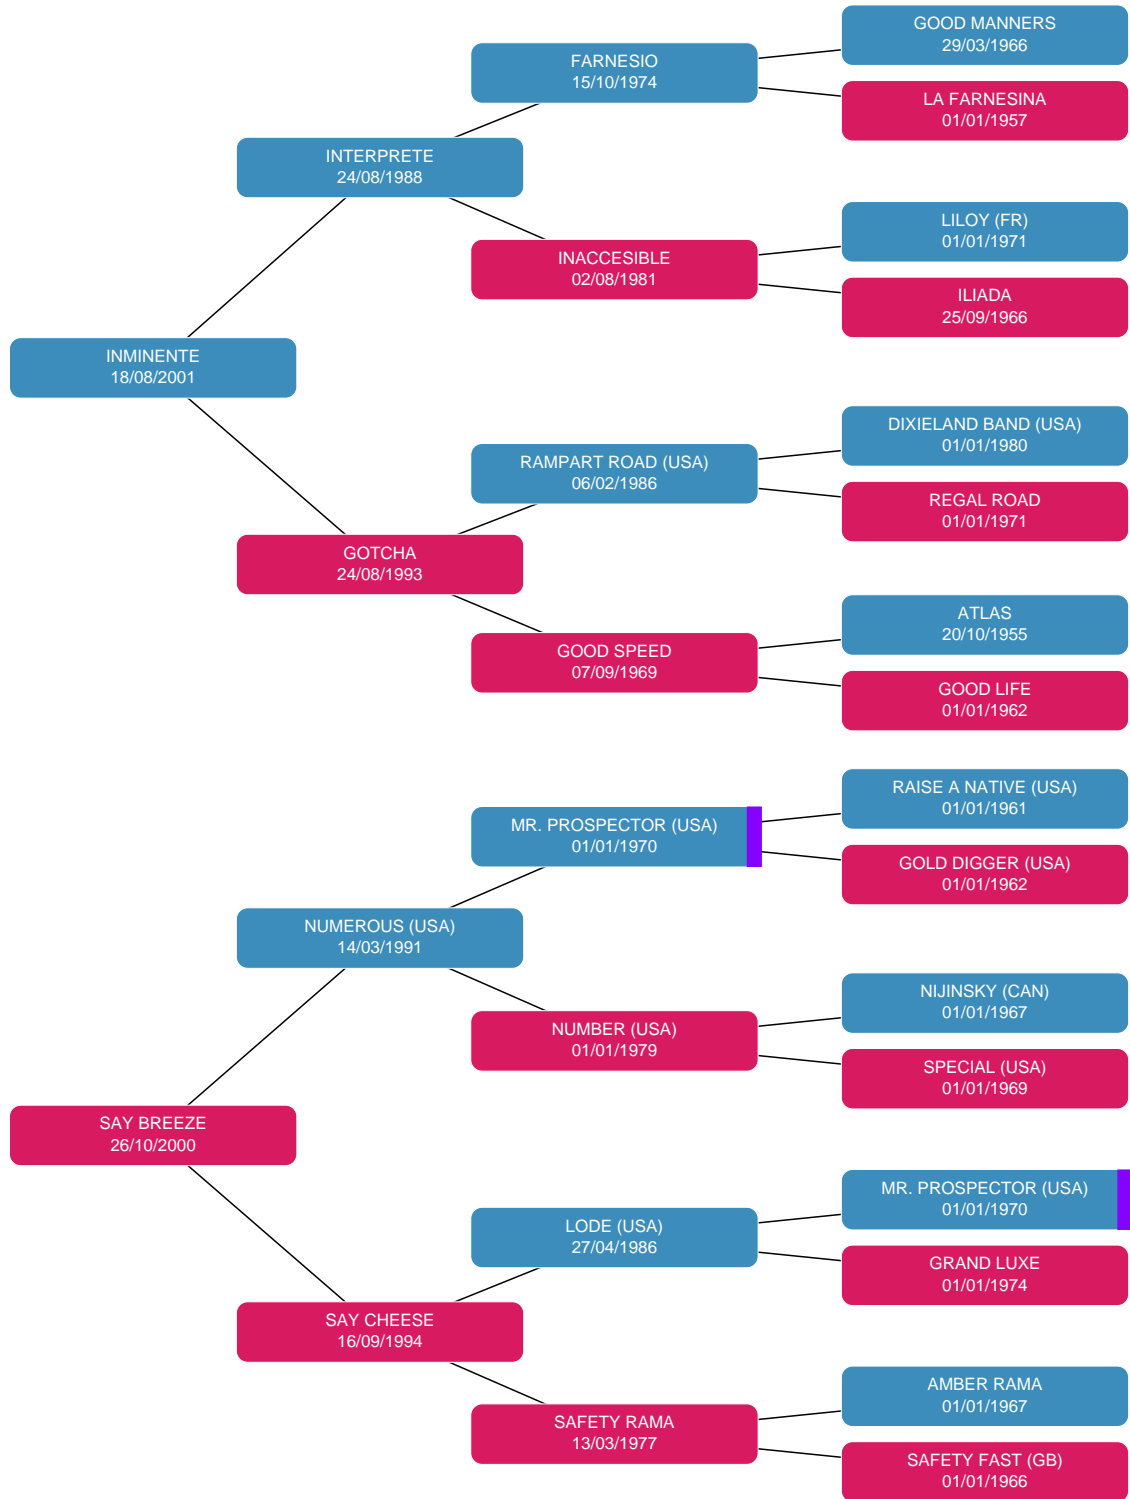 GOOD MANNERS
29/03/1966
FARNESIO
15/10/1974
LA FARNESINA
01/01/1957
INTERPRETE
24/08/1988
LILOY (FR)
01/01/1971
INACCESIBLE
02/08/1981
ILIADA
25/09/1966
INMINENTE
18/08/2001
DIXIELAND BAND (USA)
01/01/1980
RAMPART ROAD (USA)
06/02/1986
REGAL ROAD
01/01/1971
GOTCHA
24/08/1993
ATLAS
20/10/1955
GOOD SPEED
07/09/1969
GOOD LIFE
01/01/1962
RAISE A NATIVE (USA)
01/01/1961
MR. PROSPECTOR (USA)
01/01/1970
GOLD DIGGER (USA)
01/01/1962
NUMEROUS (USA)
14/03/1991
NIJINSKY (CAN)
01/01/1967
NUMBER (USA)
01/01/1979
SPECIAL (USA)
01/01/1969
SAY BREEZE
26/10/2000
MR. PROSPECTOR (USA)
01/01/1970
LODE (USA)
27/04/1986
GRAND LUXE
01/01/1974
SAY CHEESE
16/09/1994
AMBER RAMA
01/01/1967
SAFETY RAMA
13/03/1977
SAFETY FAST (GB)
01/01/1966